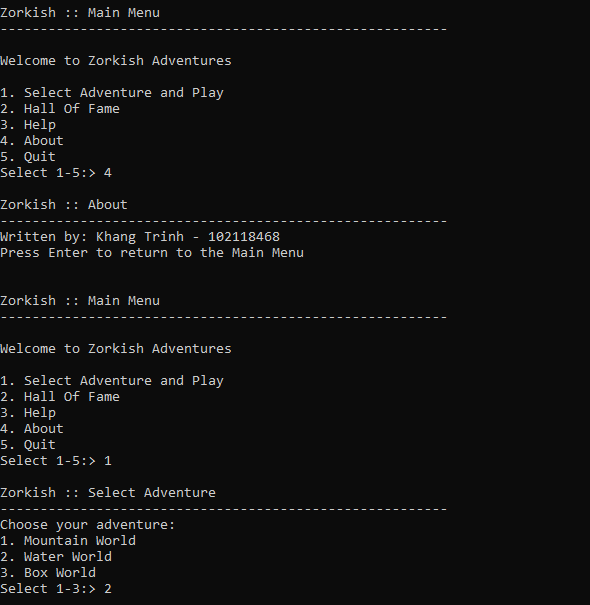 Zorkish :: Main Menu
--------------------------------------------------------
Welcome to Zorkish Adventures
1. Select Adventure and Play
2. Hall Of Fame
3. Help
4. About
5. Quit
Select 1-5:> 4
Zorkish :: About
--------------------------------------------------------
Written by: Khang Trinh - 102118468
Press Enter to return to the Main Menu
Zorkish :: Main Menu
--------------------------------------------------------
Welcome to Zorkish Adventures
1. Select Adventure and Play
2. Hall Of Fame
3. Help
4. About
5. Quit
Select 1-5:> 1
Zorkish :: Select Adventure
--------------------------------------------------------
Choose your adventure:
1. Mountain World
2. Water World
3. Box World
Select 1-3:> 2